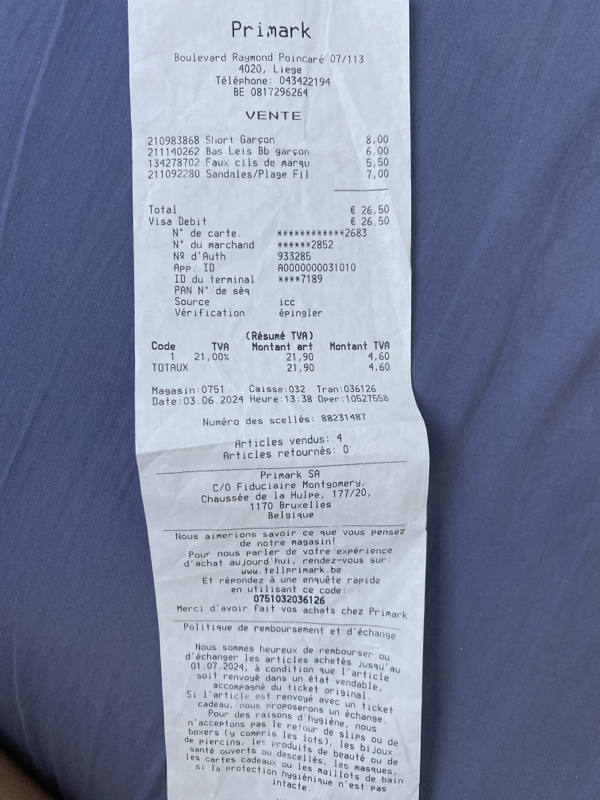 Primark
Boulevard Raymond Poincaré 07/113
4020, Liege
Téléphone: 043422194
BE 0817296264
VENTE
210983868 Short Garçon 8,00
211140262 Bas Leis Bb garçon 6,00
134278702 Faux cils de marqu 5,50
211092280 Sandales/Plage Fil 7,00
Total € 26,50
Visa Debit € 26,50
N° de carte. ************2683
N° du marchand ******2852
Nº d'Auth 933285
App. ID A0000000031010
ID du terminal ****7189
PAN N° de séq
Source icc
Vérification épingler
(Résumé TVA)
Code TVA Montant art Montant TVA
1 21,00% 21,90 4,60
TOTAUX 21,90 4,60
Magasin:0751 Caisse:032 Tran:036126
Date:03.06.2024 Heure:13:38 Oper:10527558
Numéro des scellés: 88231487
Articles vendus: 4
Articles retournés: 0
Primark SA
C/O Fiduciaire Montgomery,
Chaussée de la Hulpe, 177/20,
1170 Bruxelles
Belgique
Nous aimerions savoir ce que vous pensez
de notre magasin!
Pour nous parler de votre expérience
d'achat aujourd'hui, rendez-vous sur:
www.tellprimark.be
Et répondez à une enquête rapide
en utilisant ce code:
0751032036126
Merci d'avoir fait vos achats chez Primark
Politique de remboursement et d'échange
Nous sommes heureux de rembourser ou
d'échanger les articles achetés jusqu'au
01.07.2024, à condition que l'article
soit renvoyé dans un état vendable,
accompagné du ticket original.
Si l'article est renvoyé avec un ticket
cadeau, nous proposerons un échange.
Pour des raisons d'hygiène, nous
n'acceptons pas le retour de slips ou de
boxers (y compris les lots), les bijoux
de piercing, les produits de beauté ou de
santé ouverts ou descellés, les masques,
les cartes cadeaux ou les maillots de bain
si la protection hygiénique n'est pas
intacte.